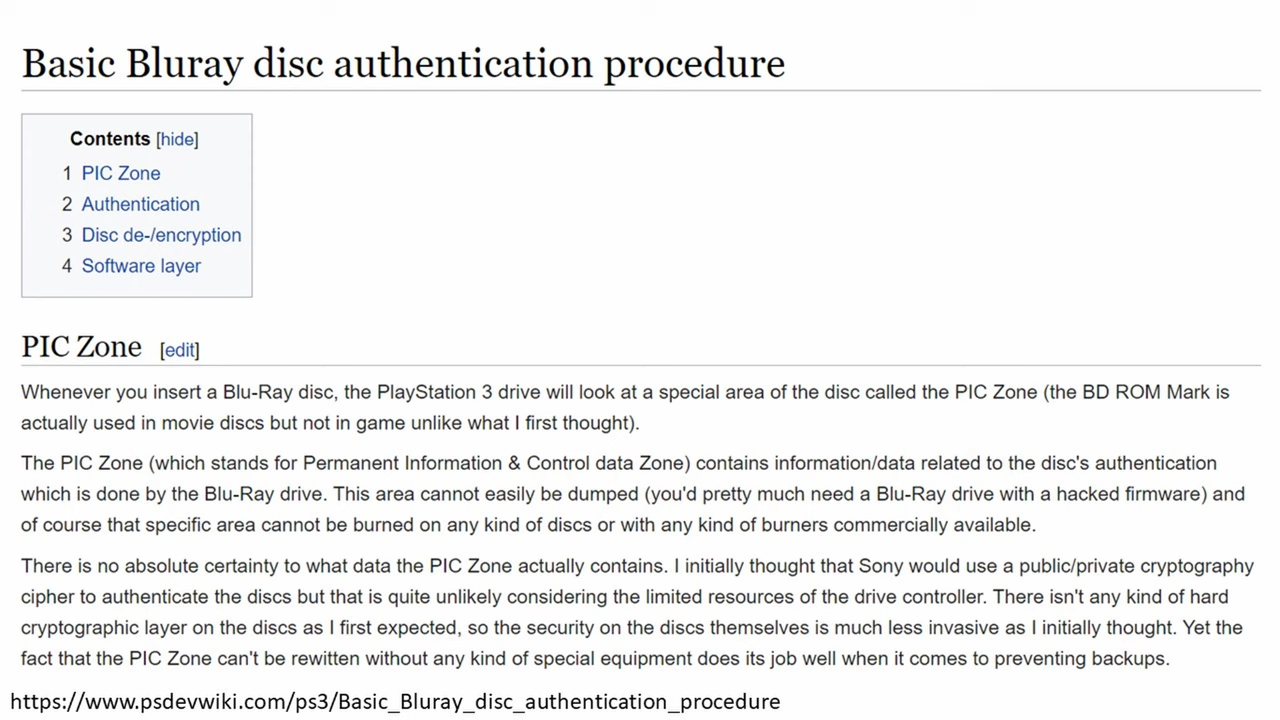 Basic Bluray disc authentication procedure
Contents [hide]
1 PIC Zone
2 Authentication
3 Disc de-/encryption
4 Software layer
PIC Zone [edit]
Whenever you insert a Blu-Ray disc, the PlayStation 3 drive will look at a special area of the disc called the PIC Zone (the BD ROM Mark is
actually used in movie discs but not in game unlike what I first thought).
The PIC Zone (which stands for Permanent Information & Control data Zone) contains information/data related to the disc's authentication
which is done by the Blu-Ray drive. This area cannot easily be dumped (you'd pretty much need a Blu-Ray drive with a hacked firmware) and
of course that specific area cannot be burned on any kind of discs or with any kind of burners commercially available.
There is no absolute certainty to what data the PIC Zone actually contains. I initially thought that Sony would use a public/private cryptography
cipher to authenticate the discs but that is quite unlikely considering the limited resources of the drive controller. There isn't any kind of hard
cryptographic layer on the discs as I first expected, so the security on the discs themselves is much less invasive as I initially thought. Yet the
fact that the PIC Zone can't be rewitten without any kind of special equipment does its job well when it comes to preventing backups.
https://www.psdevwiki.com/ps3/Basic_Bluray_disc_authentication_procedure